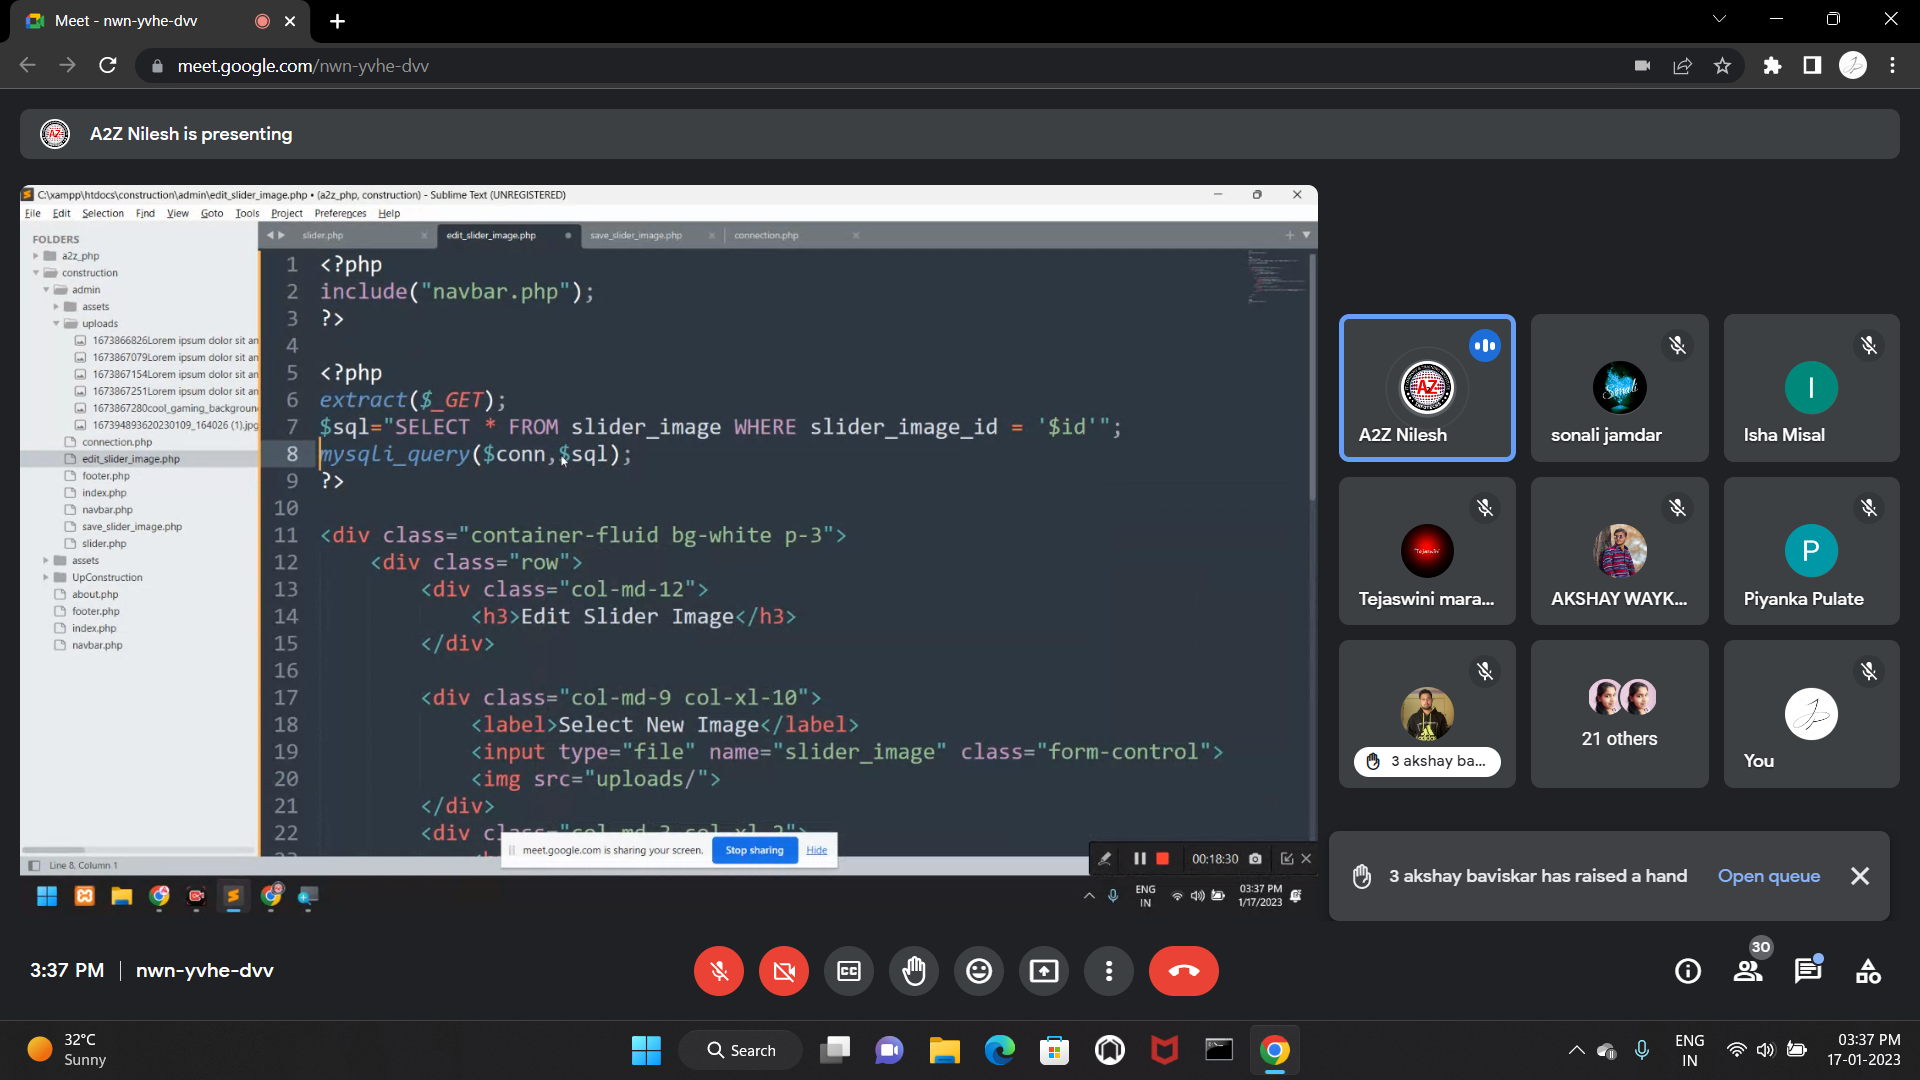 Meet - nwn-yvhe-dvv
meet.google.com/nwn-yvhe-dvv
A2Z Nilesh is presenting
C:\xampp\htdocs\construction\admin\edit_slider_image.php • (a2z_php, construction) - Sublime Text (UNREGISTERED)
File Edit Selection Find View Goto Tools Project Preferences Help
FOLDERS
a2z_php
construction
admin
assets
uploads
1673866826Lorem ipsum dolor sit an
1673867079Lorem ipsum dolor sit an
1673867154Lorem ipsum dolor sit an
1673867251Lorem ipsum dolor sit an
1673867280cool_gaming_backgroun
167394893620230109_164026 (1).jpg
connection.php
edit_slider_image.php
footer.php
index.php
navbar.php
save_slider_image.php
slider.php
assets
UpConstruction
about.php
footer.php
index.php
navbar.php
slider.php edit_slider_image.php save_slider_image.php connection.php
1 <?php
2 include("navbar.php");
3 ?>
4
5 <?php
6 extract($_GET);
7 $sql="SELECT * FROM slider_image WHERE slider_image_id = '$id'";
8 mysqli_query($conn,$sql);
9 ?>
10
11 <div class="container-fluid bg-white p-3">
12 <div class="row">
13 <div class="col-md-12">
14 <h3>Edit Slider Image</h3>
15 </div>
16
17 <div class="col-md-9 col-xl-10">
18 <label>Select New Image</label>
19 <input type="file" name="slider_image" class="form-control">
20 <img src="uploads/">
21 </div>
22 <div class="col-md-3 col-xl-2">
meet.google.com is sharing your screen. Stop sharing Hide
Line 8, Column 1
00:18:30
ENG
IN
03:37 PM
1/17/2023
A2Z Nilesh
sonali jamdar
I
Isha Misal
Tejaswini mara...
AKSHAY WAYK...
P
Piyanka Pulate
3 akshay ba...
21 others
You
3 akshay baviskar has raised a hand Open queue
3:37 PM | nwn-yvhe-dvv
30
32°C
Sunny
Search
ENG
IN
03:37 PM
17-01-2023